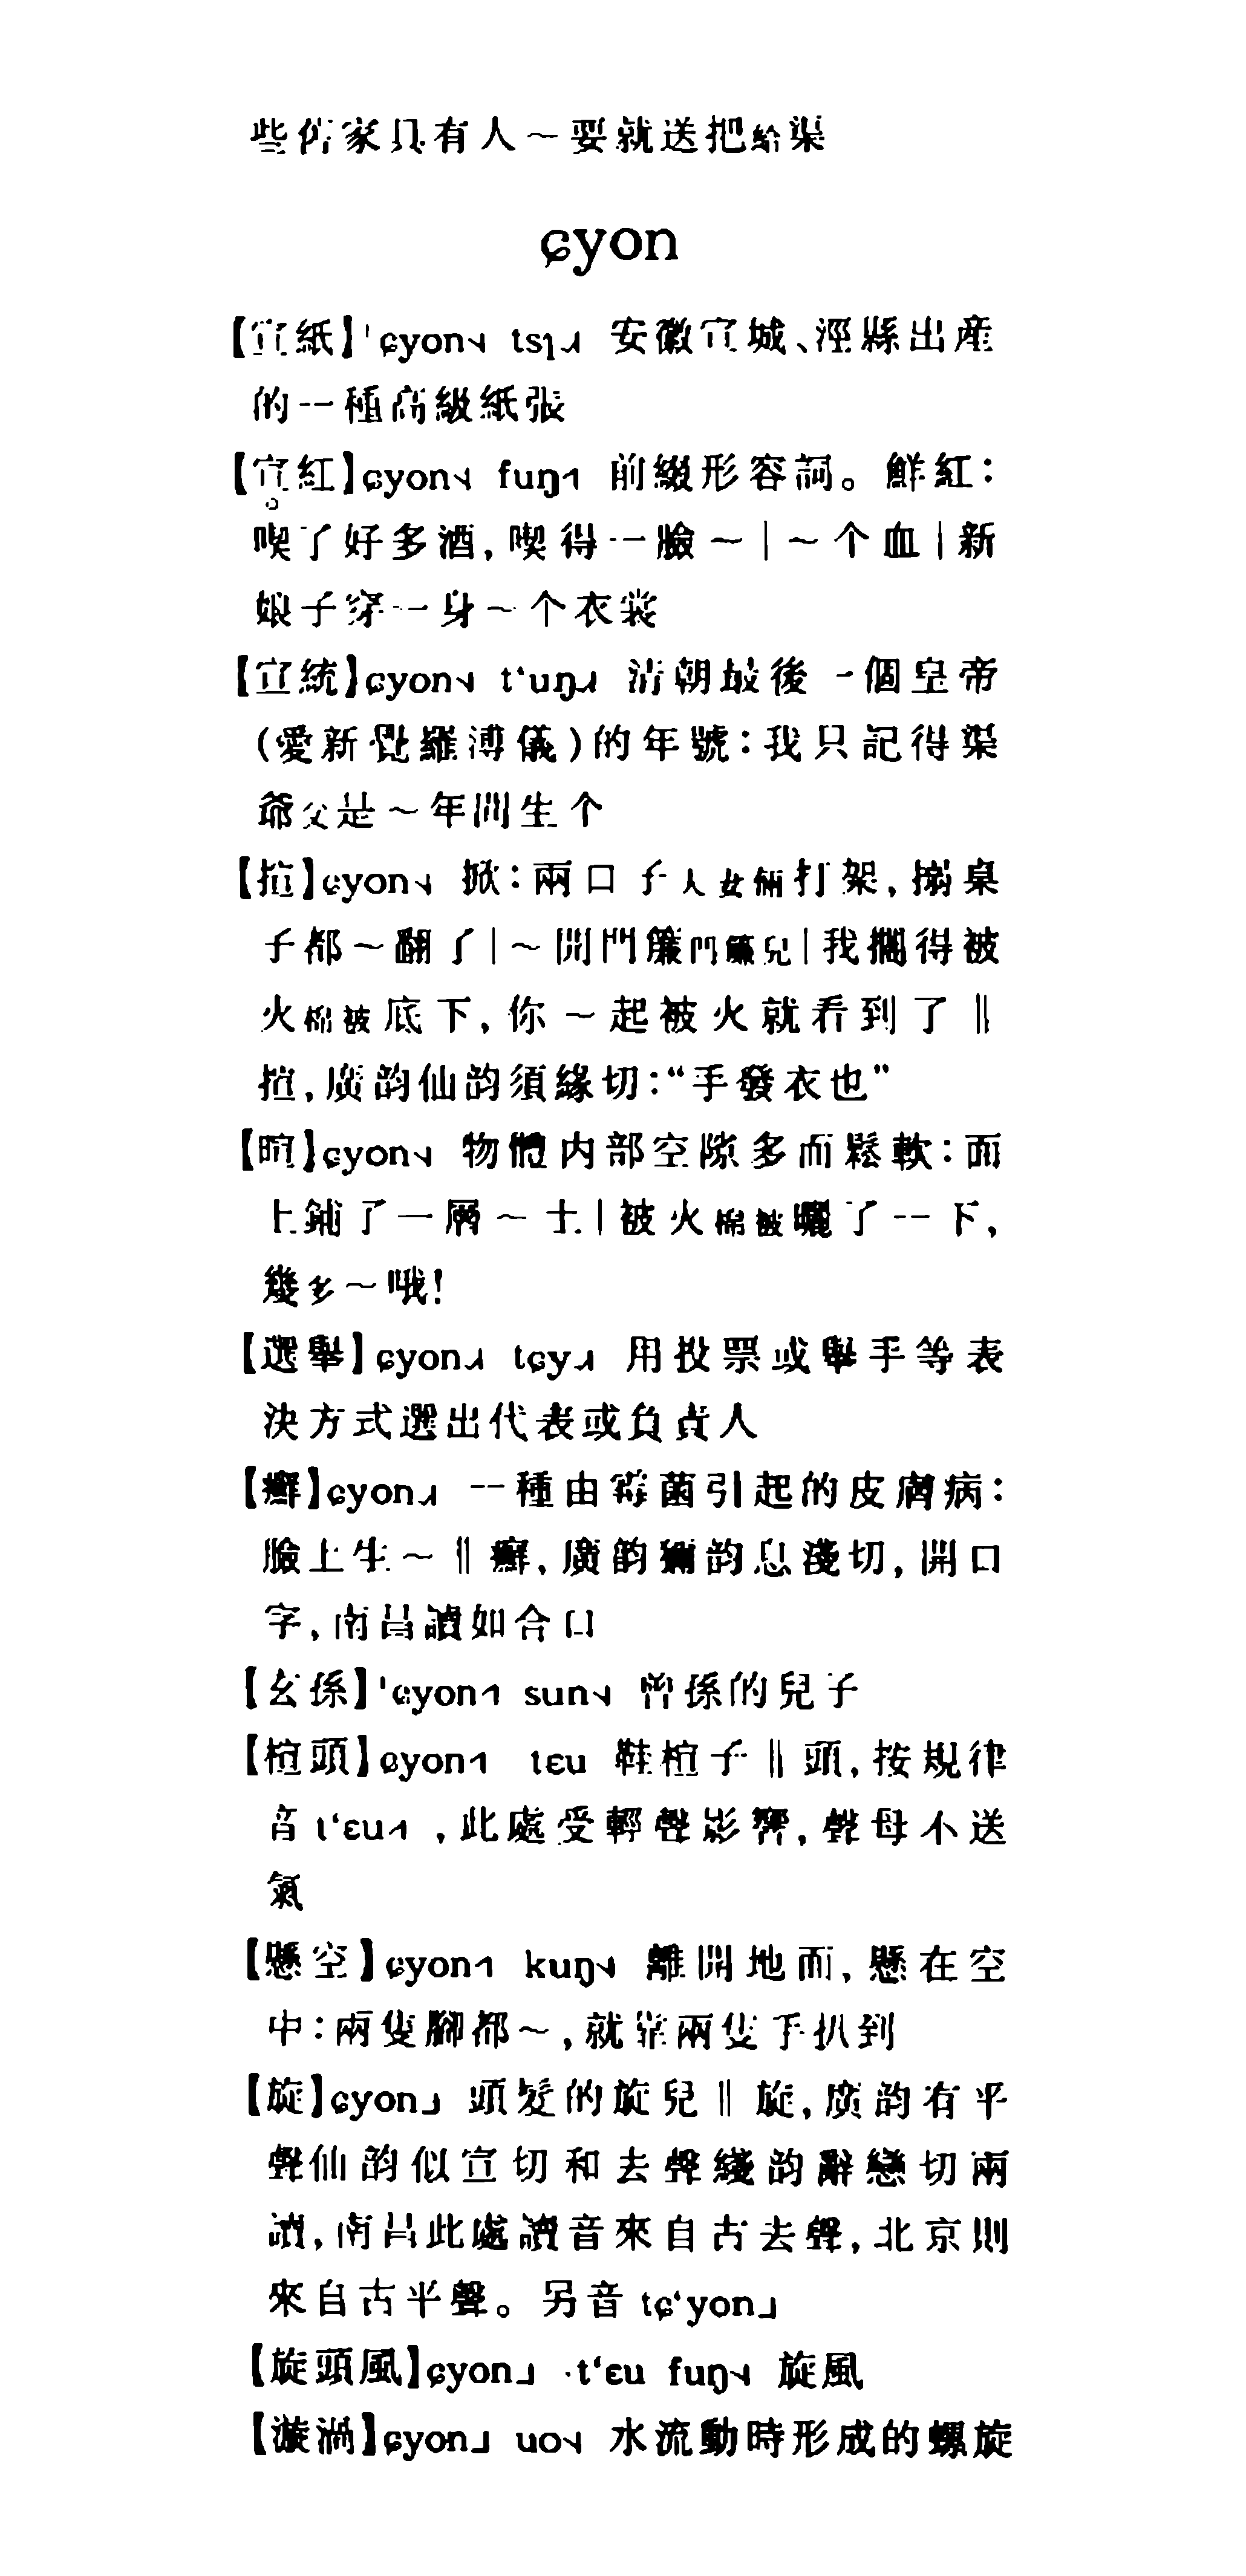 些舊家具有人～要就送把給渠
ɕyon
【宣紙】ˈɕyon˨ tsɿ˩ 安徽宣城、涇縣出産
的一種高級紙張
【宣紅】ɕyon˨ fuŋ˦ 前綴形容詞。鮮紅：
喫了好多酒，喫得一臉～｜～个血｜新
娘子穿一身～个衣裳
【宣統】ɕyon˨ tʻuŋ˩ 清朝最後一個皇帝
(愛新覺羅溥儀)的年號：我只記得渠
爺父是～年間生个
【揎】ɕyon˨ 掀：兩口子人女倆打架，搦桌
子都～翻了｜～開門簾門簾兒｜我擱得被
火棉被底下，你～起被火就看到了‖
揎，廣韵仙韵須緣切：“手發衣也”
【暄】ɕyon˨ 物體内部空隙多而鬆軟：面
上鋪了一層～土｜被火棉被曬了一下，
幾多～哦！
【選舉】ɕyon˩ tɕy˩ 用投票或舉手等表
決方式選出代表或負責人
【癬】ɕyon˩ 一種由霉菌引起的皮膚病：
臉上生～‖癬，廣韵獮韵息淺切，開口
字，南昌讀如合口
【玄孫】ˈɕyon˦ sun˨ 曾孫的兒子
【楦頭】ɕyon˦ tɛu 鞋楦子‖頭，按規律
音tʻɛu˦ ，此處受輕聲影響，聲母不送
氣
【懸空】ɕyon˦ kuŋ˨ 離開地面，懸在空
中：兩隻腳都～，就靠兩隻手扒到
【旋】ɕyon˩ 頭髮的旋兒‖旋，廣韵有平
聲仙韵似宣切和去聲綫韵辭戀切兩
讀，南昌此處讀音來自古去聲，北京則
來自古平聲。另音 tɕʻyon˩
【旋頭風】ɕyon˩ ·tʻɛu fuŋ˨ 旋風
【漩渦】ɕyon˩ uo˨ 水流動時形成的螺旋